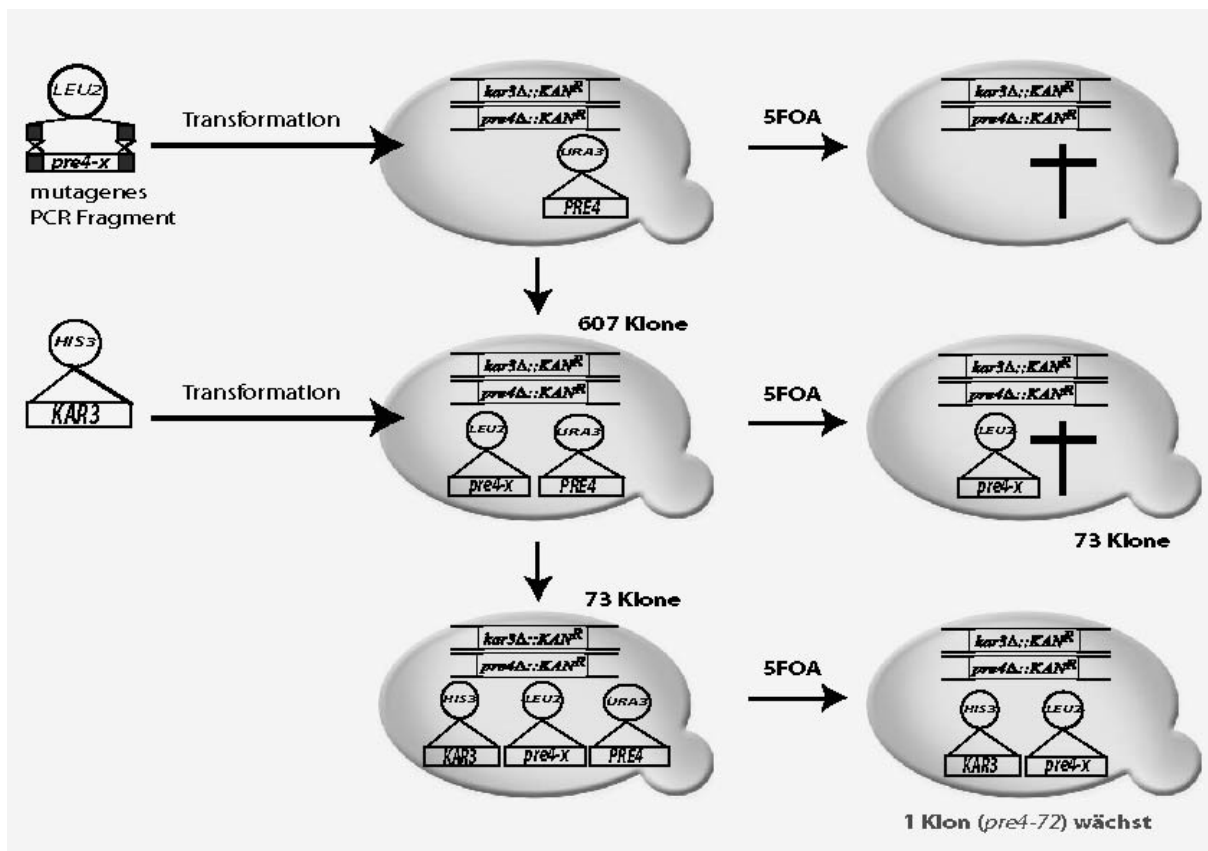 LEU2
pre4-x
mutagenes
PCR Fragment
Transformation
kar3Δ::KANᴿ
pre4Δ::KANᴿ
URA3
PRE4
5FOA
kar3Δ::KANᴿ
pre4Δ::KANᴿ
607 Klone
HIS3
KAR3
Transformation
kar3Δ::KANᴿ
pre4Δ::KANᴿ
LEU2
URA3
pre4-x
PRE4
5FOA
kar3Δ::KANᴿ
pre4Δ::KANᴿ
LEU2
pre4-x
73 Klone
73 Klone
kar3Δ::KANᴿ
pre4Δ::KANᴿ
HIS3
LEU2
URA3
KAR3
pre4-x
PRE4
5FOA
kar3Δ::KANᴿ
pre4Δ::KANᴿ
HIS3
LEU2
KAR3
pre4-x
1 Klon (pre4-72) wächst